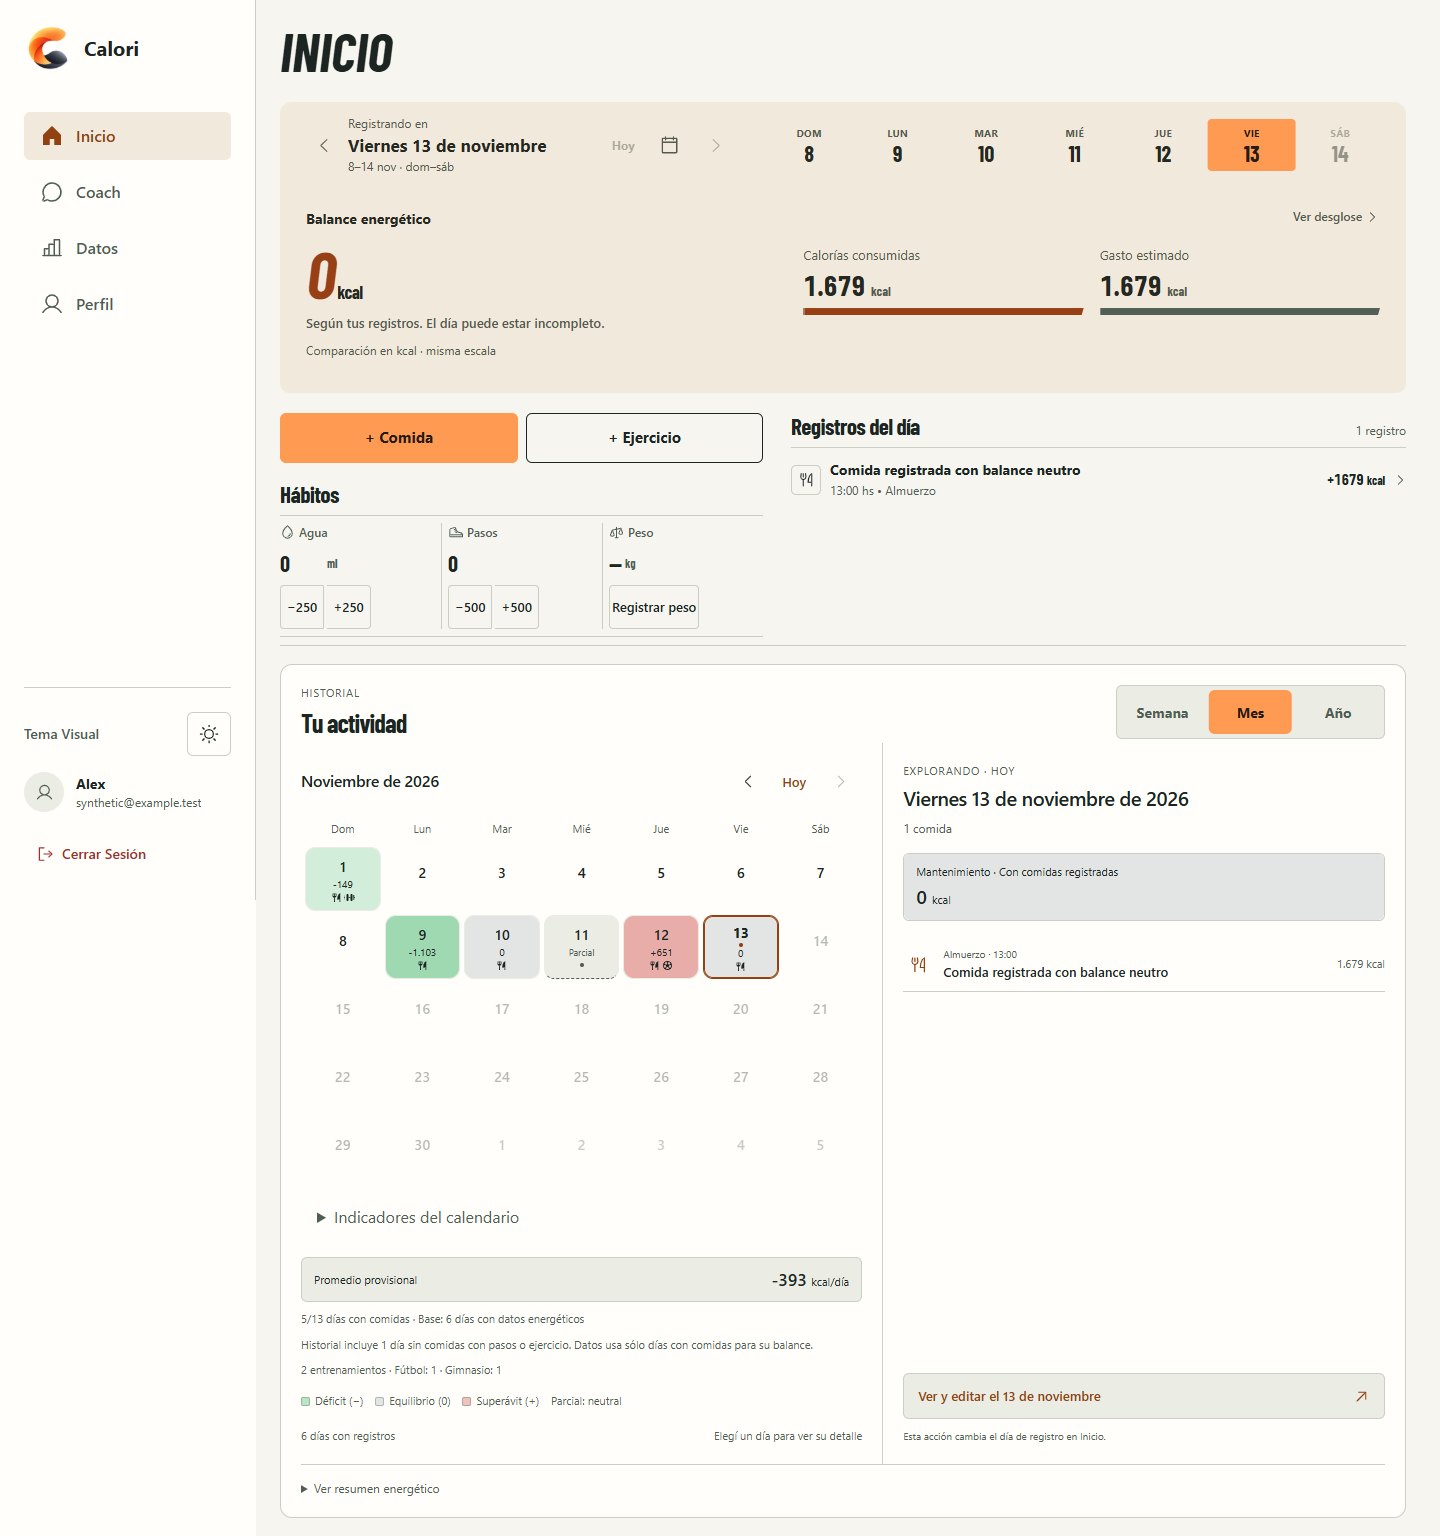 Calori
Inicio
Coach
Datos
Perfil
Tema Visual
Alex
synthetic@example.test
Cerrar Sesión
INICIO
Registrando en
Viernes 13 de noviembre
8–14 nov · dom–sáb
Hoy
DOM LUN MAR MIÉ JUE VIE SÁB
8 9 10 11 12 13 14
Balance energético
Ver desglose
0 kcal
Según tus registros. El día puede estar incompleto.
Comparación en kcal · misma escala
Calorías consumidas
1.679 kcal
Gasto estimado
1.679 kcal
+ Comida
+ Ejercicio
Hábitos
Agua
0 ml
−250 +250
Pasos
0
−500 +500
Peso
— kg
Registrar peso
Registros del día
1 registro
Comida registrada con balance neutro
13:00 hs • Almuerzo
+1679 kcal
HISTORIAL
Tu actividad
Semana Mes Año
Noviembre de 2026
Hoy
Dom Lun Mar Mié Jue Vie Sáb
1 2 3 4 5 6 7
-149
8 9 10 11 12 13 14
-1.103 0 Parcial +651 0
15 16 17 18 19 20 21
22 23 24 25 26 27 28
29 30 1 2 3 4 5
Indicadores del calendario
Promedio provisional
-393 kcal/día
5/13 días con comidas · Base: 6 días con datos energéticos
Historial incluye 1 día sin comidas con pasos o ejercicio. Datos usa sólo días con comidas para su balance.
2 entrenamientos · Fútbol: 1 · Gimnasio: 1
Déficit (−) Equilibrio (0) Superávit (+) Parcial: neutral
6 días con registros
Elegí un día para ver su detalle
EXPLORANDO · HOY
Viernes 13 de noviembre de 2026
1 comida
Mantenimiento · Con comidas registradas
0 kcal
Almuerzo · 13:00
Comida registrada con balance neutro
1.679 kcal
Ver y editar el 13 de noviembre
Esta acción cambia el día de registro en Inicio.
Ver resumen energético